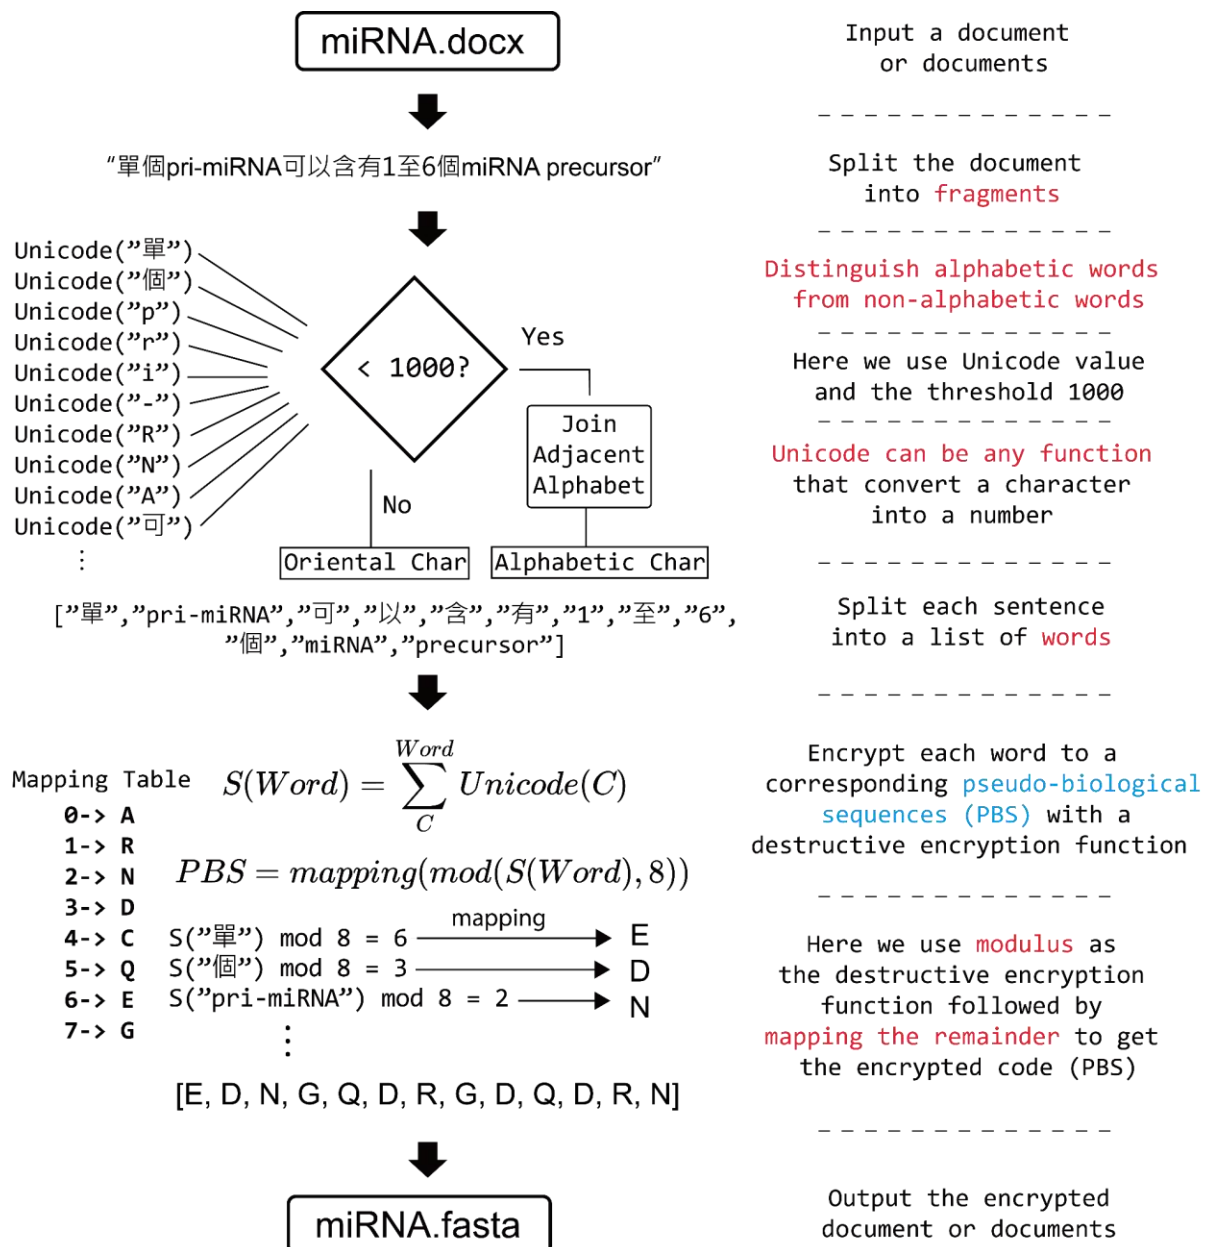 miRNA.docx
Input a document
or documents
“單個pri-miRNA可以含有1至6個miRNA precursor”
Split the document
into fragments
Unicode(”單”)
Unicode(”個”)
Unicode(”p”)
Unicode(”r”)
Unicode(”i”)
Unicode(”-”)
Unicode(”R”)
Unicode(”N”)
Unicode(”A”)
Unicode(”可”)
⋮
< 1000?
Yes
No
Join
Adjacent
Alphabet
Oriental Char
Alphabetic Char
Distinguish alphabetic words
from non-alphabetic words
Here we use Unicode value
and the threshold 1000
Unicode can be any function
that convert a character
into a number
[”單”,”pri-miRNA”,”可”,”以”,”含”,”有”,”1”,”至”,”6”,
”個”,”miRNA”,”precursor”]
Split each sentence
into a list of words
Mapping Table
0-> A
1-> R
2-> N
3-> D
4-> C
5-> Q
6-> E
7-> G
S(Word) = ∑_C^{Word} Unicode(C)
PBS = mapping(mod(S(Word), 8))
mapping
S(”單”) mod 8 = 6 → E
S(”個”) mod 8 = 3 → D
S(”pri-miRNA”) mod 8 = 2 → N
⋮
[E, D, N, G, Q, D, R, G, D, Q, D, R, N]
Encrypt each word to a
corresponding pseudo-biological
sequences (PBS) with a
destructive encryption function
Here we use modulus as
the destructive encryption
function followed by
mapping the remainder to get
the encrypted code (PBS)
miRNA.fasta
Output the encrypted
document or documents